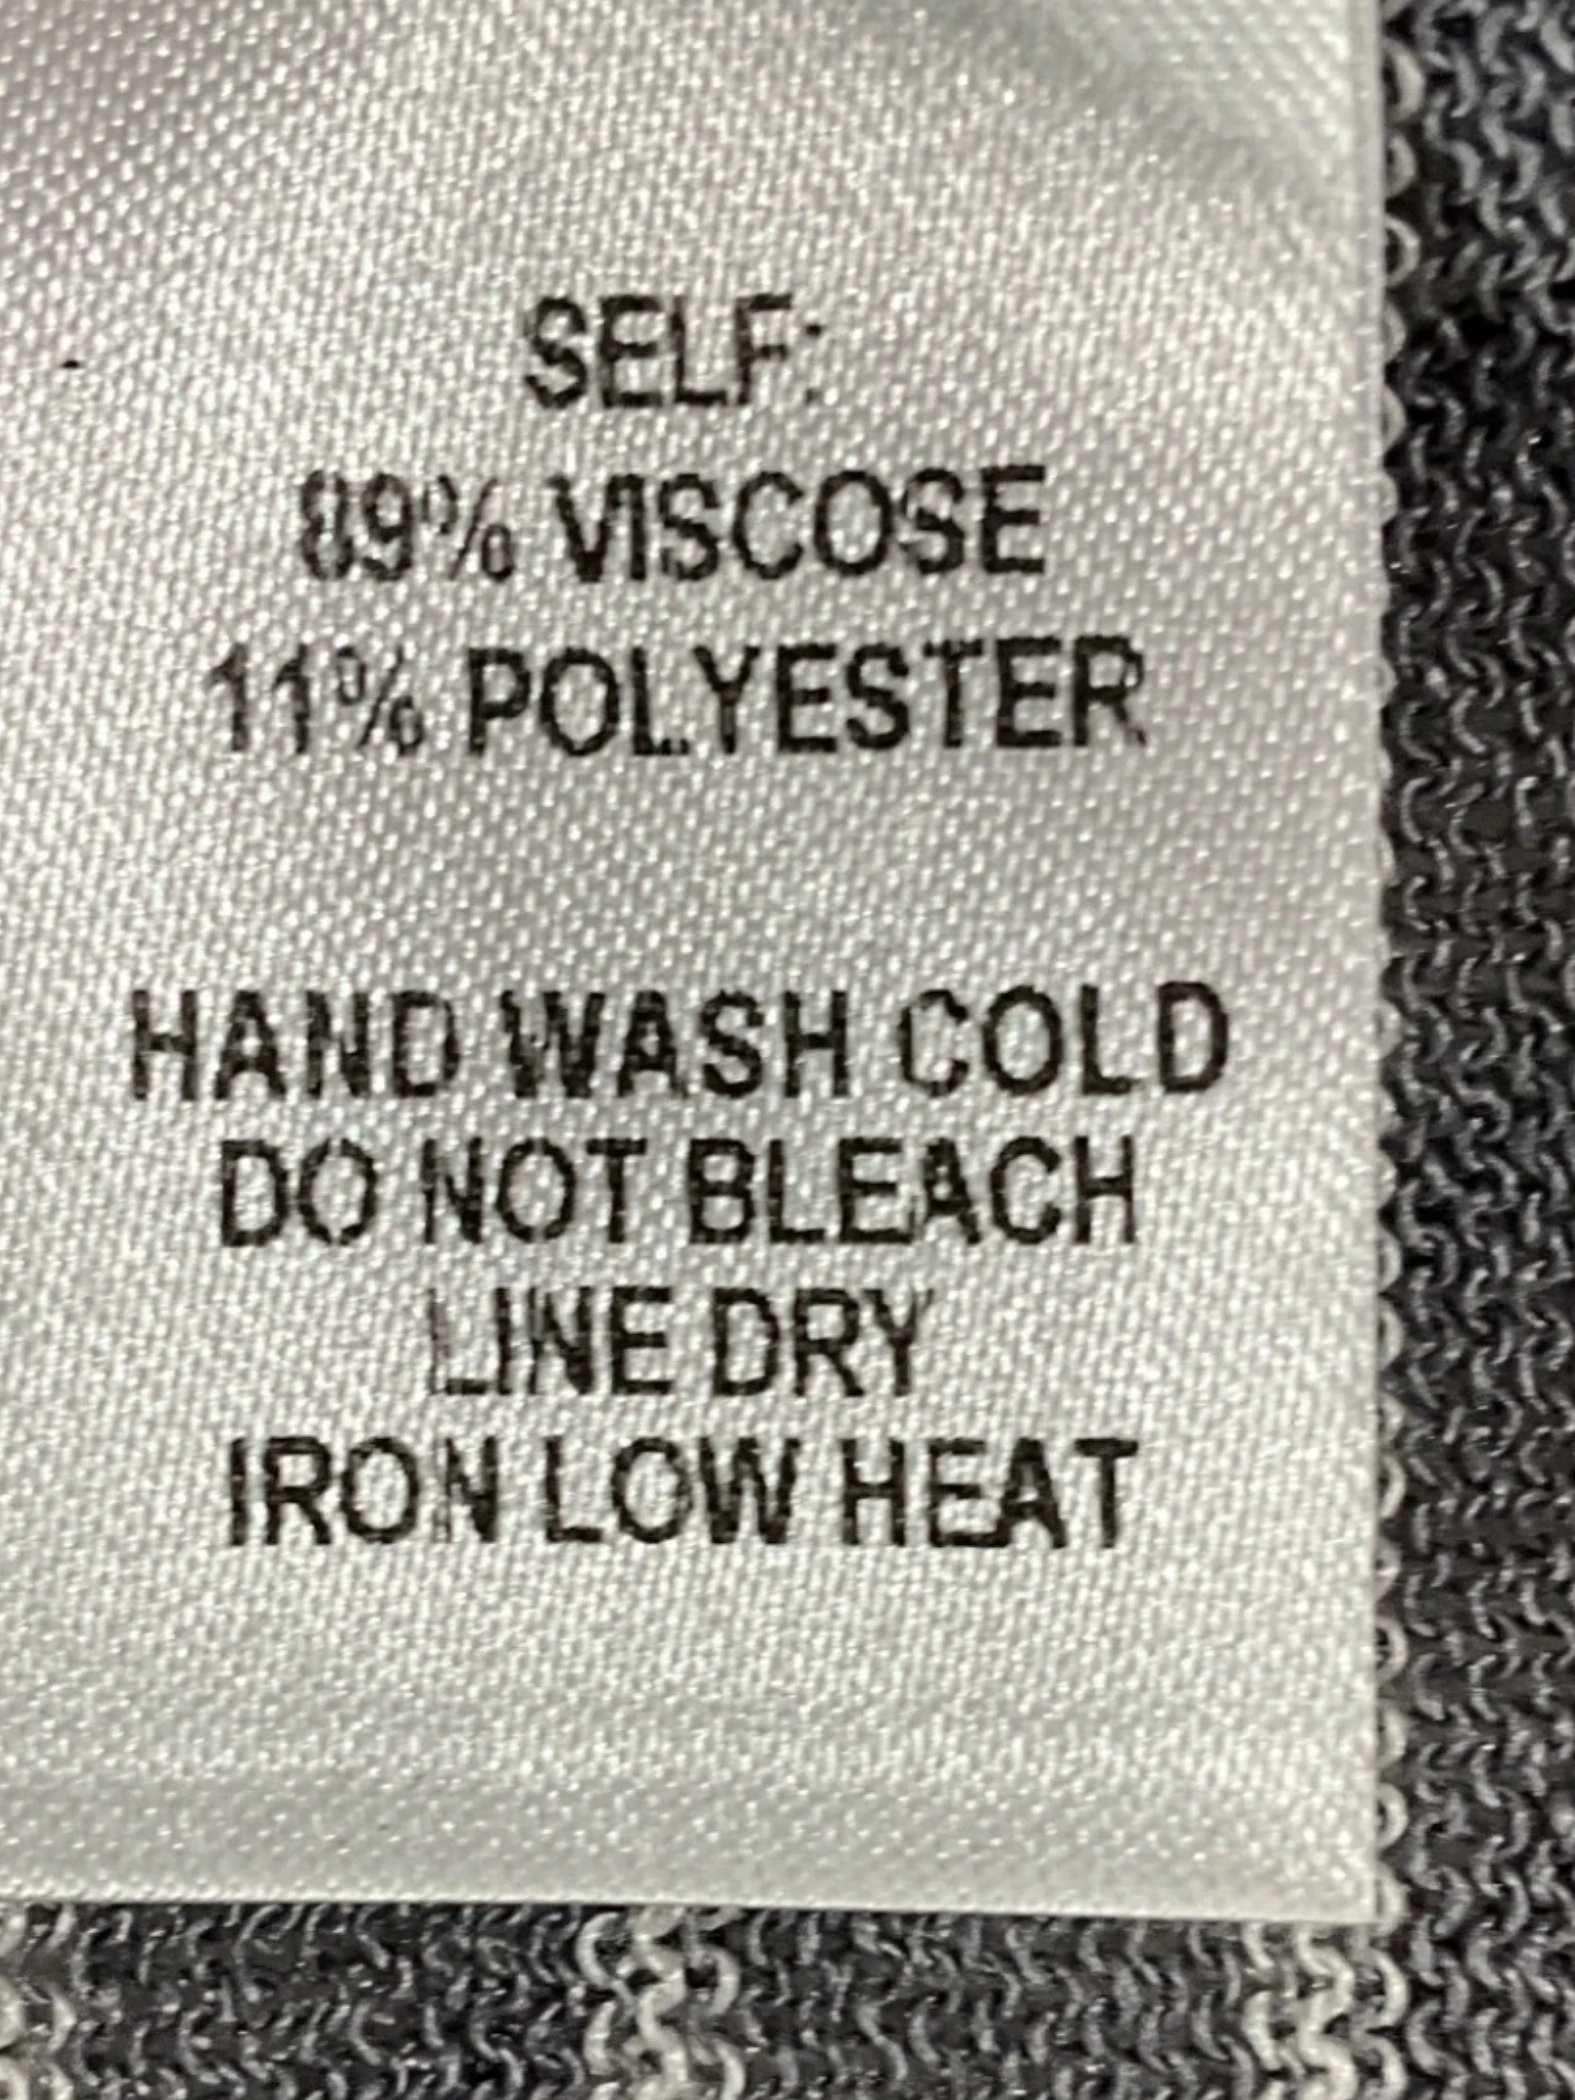 SELF:
89% VISCOSE
11% POLYESTER
HAND WASH COLD
DO NOT BLEACH
LINE DRY
IRON LOW HEAT